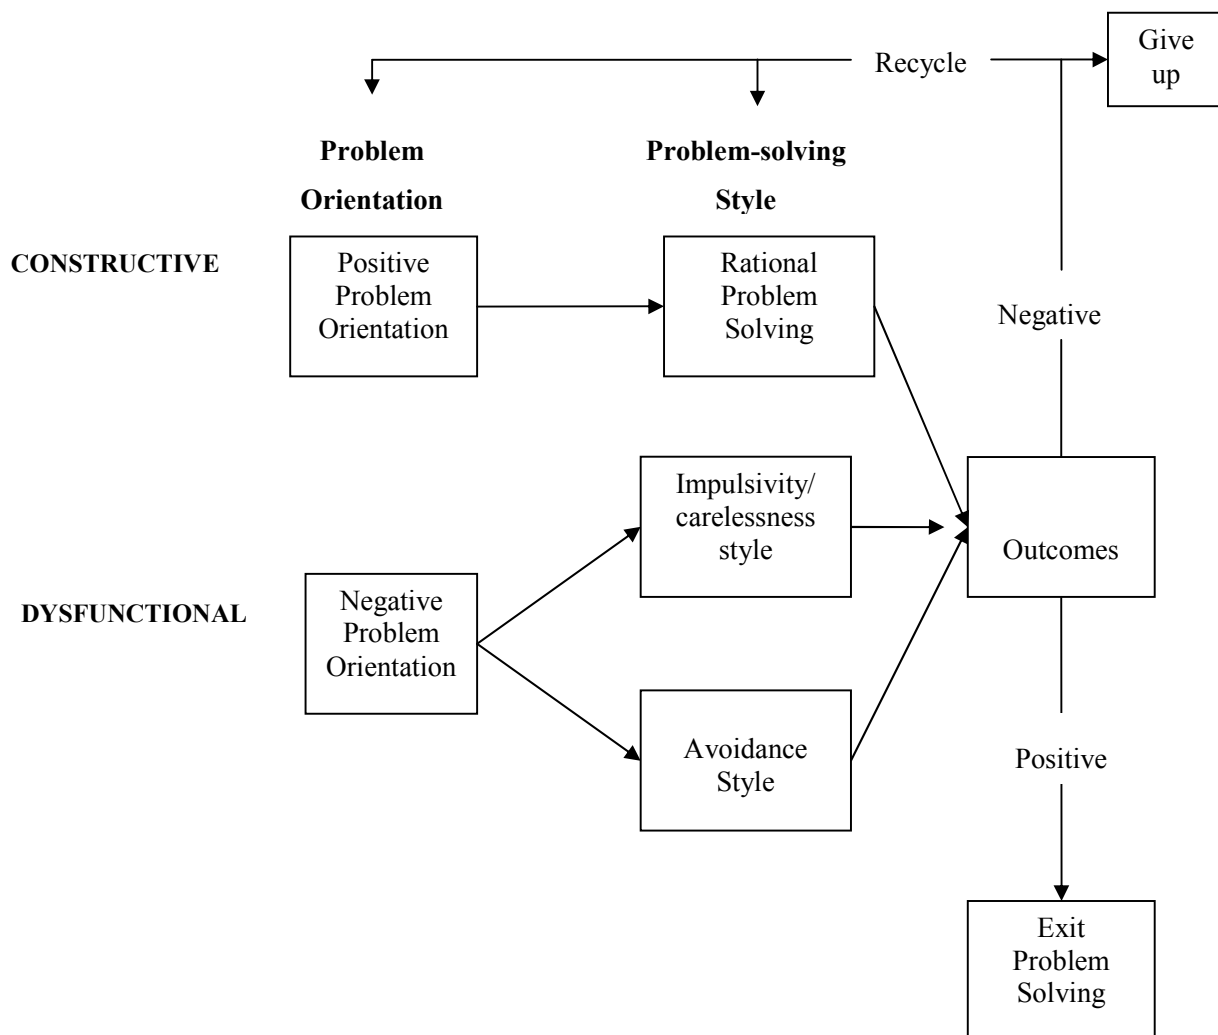 Give
up
Recycle
Problem
Orientation
Problem-solving
Style
CONSTRUCTIVE
Positive
Problem
Orientation
Rational
Problem
Solving
Negative
Impulsivity/
carelessness
style
Outcomes
DYSFUNCTIONAL
Negative
Problem
Orientation
Avoidance
Style
Positive
Exit
Problem
Solving